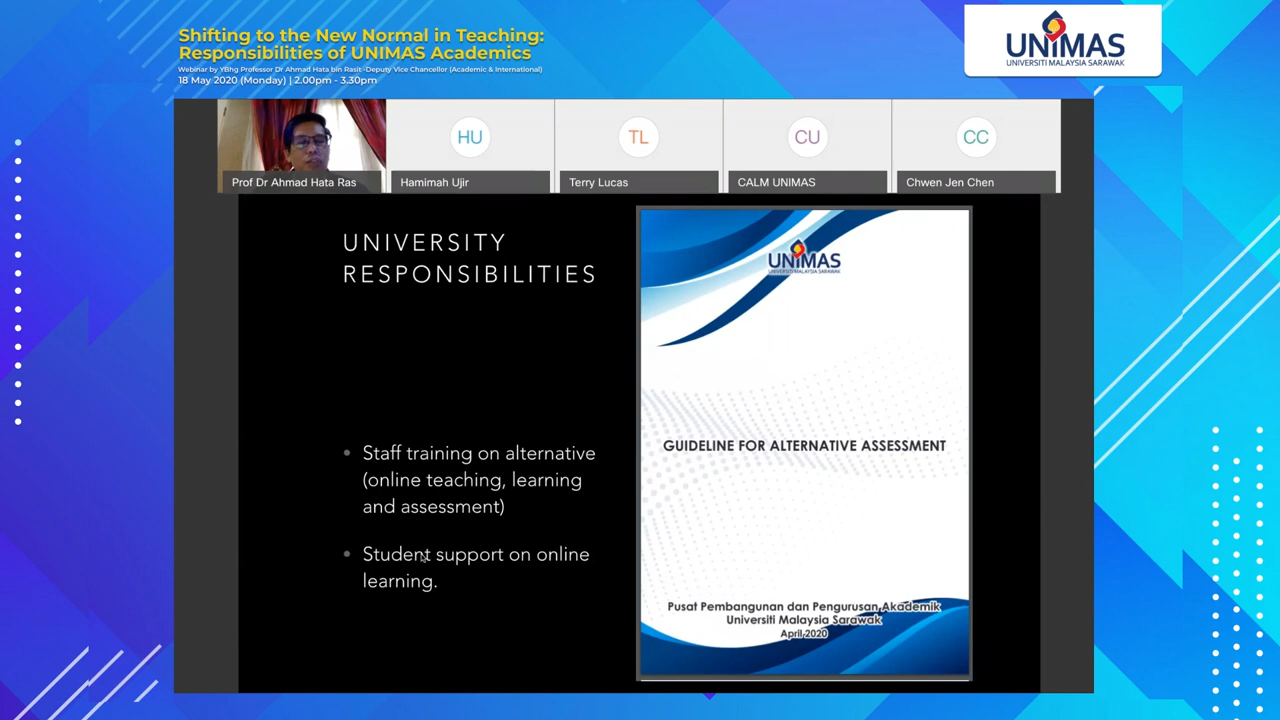 Shifting to the New Normal in Teaching:
Responsibilities of UNIMAS Academics
Webinar by YBhg Professor Dr Ahmad Hata bin Rasit -Deputy Vice Chancellor (Academic & International)
18 May 2020 (Monday) | 2.00pm - 3.30pm
UNIMAS
UNIVERSITI MALAYSIA SARAWAK
HU
TL
CU
CC
Prof Dr Ahmad Hata Ras
Hamimah Ujir
Terry Lucas
CALM UNIMAS
Chwen Jen Chen
UNIVERSITY
RESPONSIBILITIES
• Staff training on alternative
(online teaching, learning
and assessment)
• Student support on online
learning.
UNIMAS
UNIVERSITI MALAYSIA SARAWAK
GUIDELINE FOR ALTERNATIVE ASSESSMENT
Pusat Pembangunan dan Pengurusan Akademik
Universiti Malaysia Sarawak
April 2020